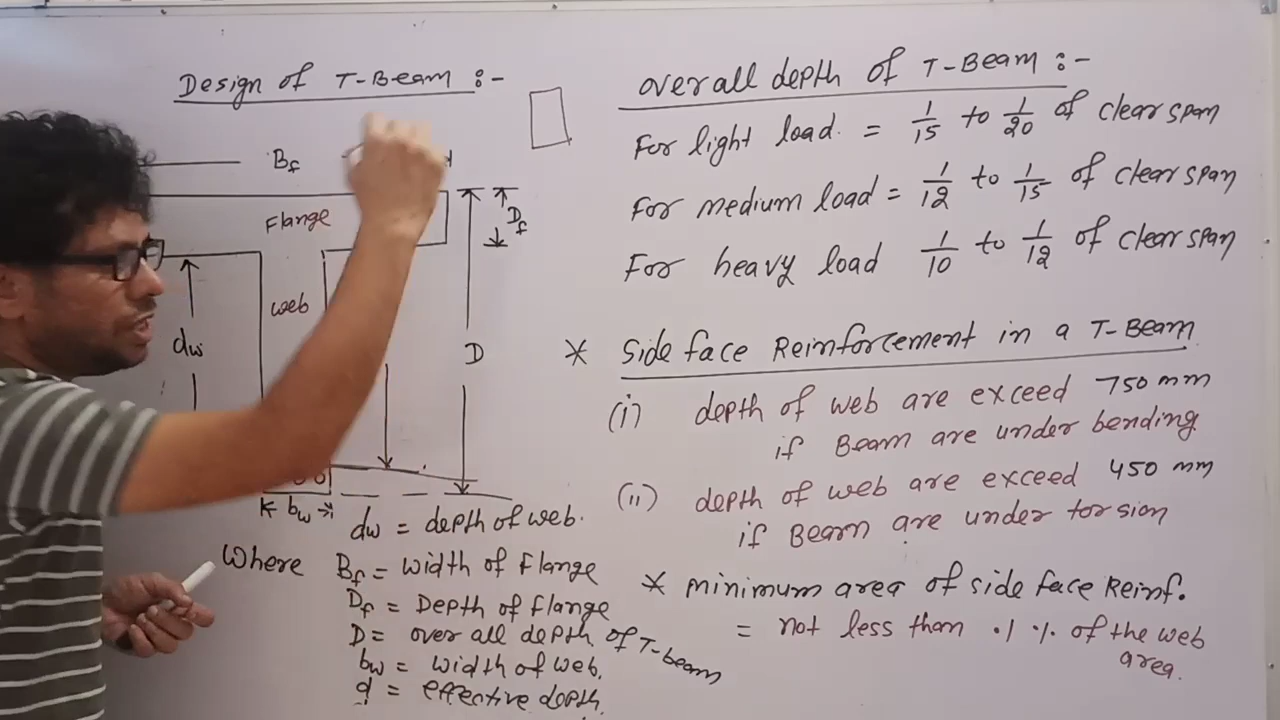 Design of T-Beam :-
Bf
Flange
Df
web
dw
D
bw
dw = depth of web.
Where Bf = width of Flange
Df = Depth of Flange
D = over all depth of T-beam
bw = width of web.
d = effective depth.
overall depth of T-Beam :-
For light load. = 1/15 to 1/20 of clear span
For medium load = 1/12 to 1/15 of clear span
For heavy load 1/10 to 1/12 of clear span
* Side face Reinforcement in a T-Beam
(i) depth of web are exceed 750 mm
if Beam are under bending
(ii) depth of web are exceed 450 mm
if Beam are under torsion
* minimum area of side face Reinf.
= not less than .1 % of the web
area.